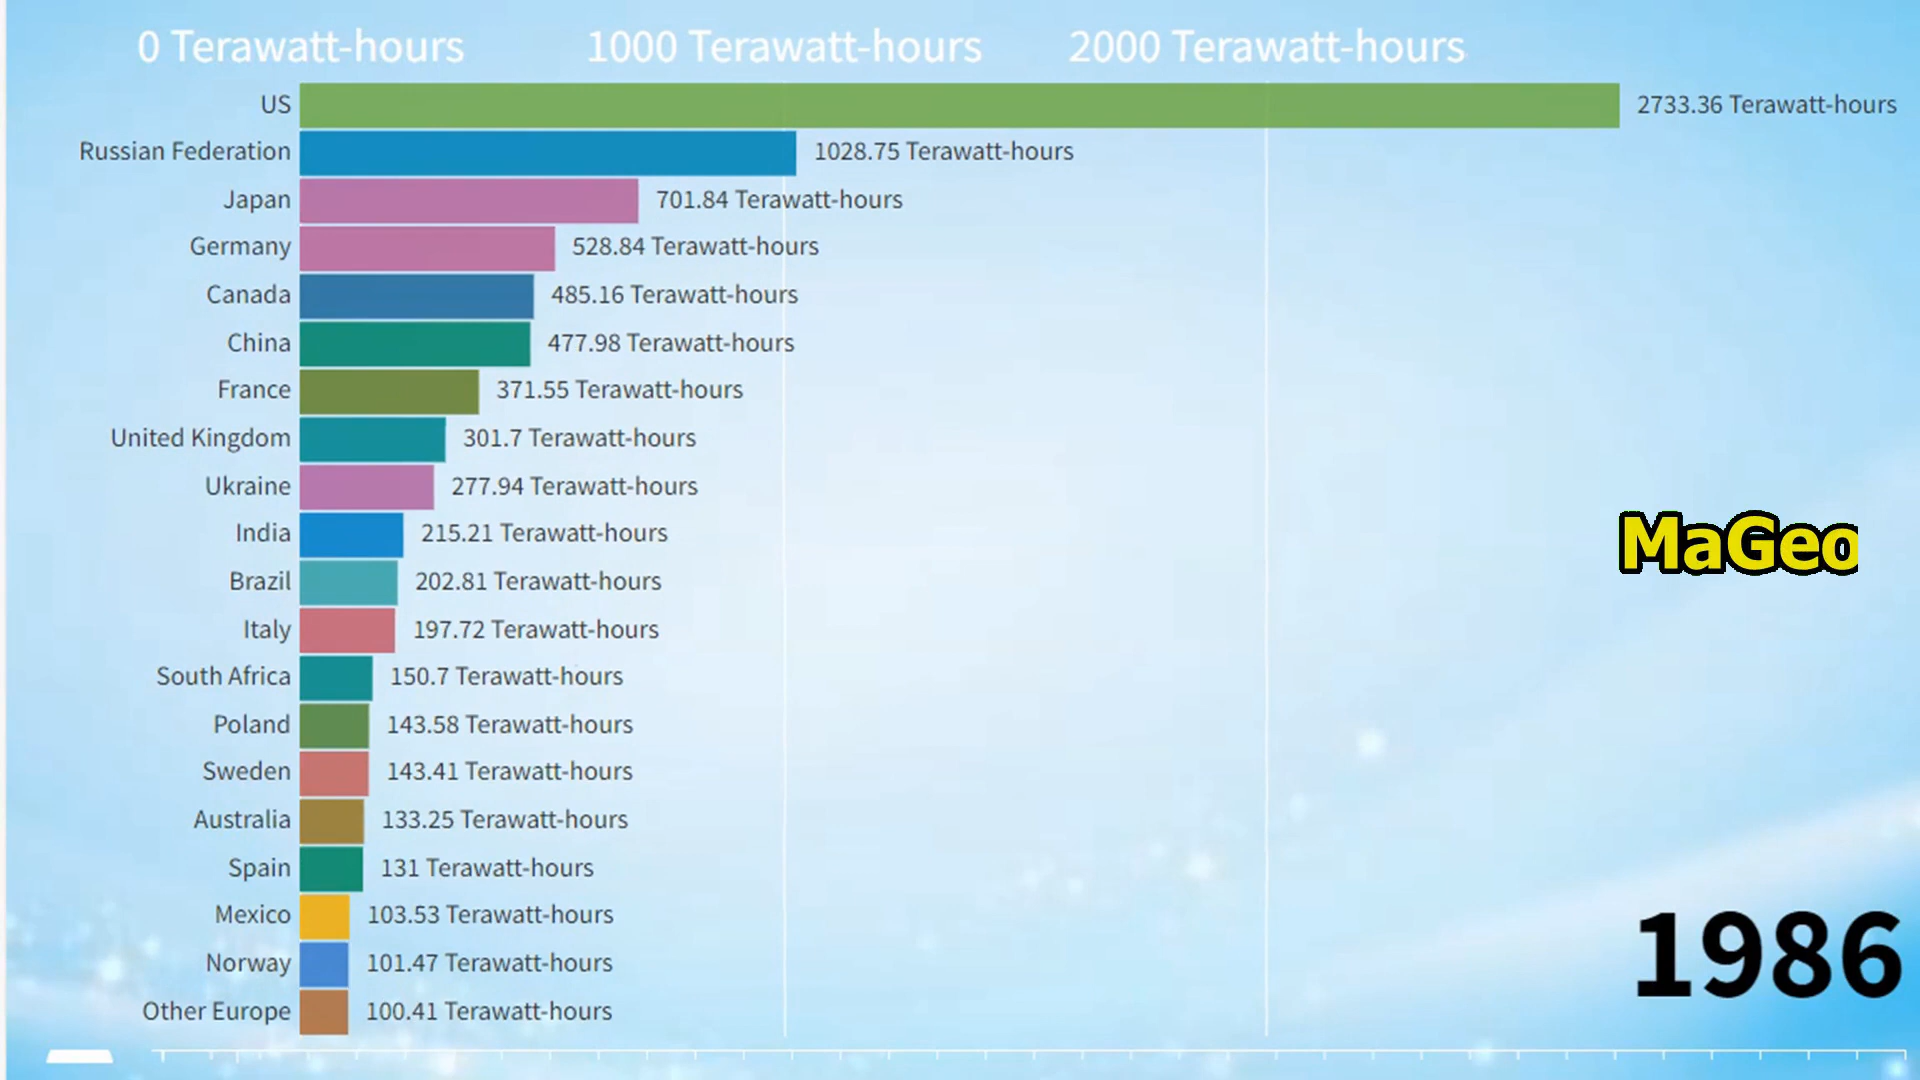 0 Terawatt-hours 1000 Terawatt-hours 2000 Terawatt-hours
US 2733.36 Terawatt-hours
Russian Federation 1028.75 Terawatt-hours
Japan 701.84 Terawatt-hours
Germany 528.84 Terawatt-hours
Canada 485.16 Terawatt-hours
China 477.98 Terawatt-hours
France 371.55 Terawatt-hours
United Kingdom 301.7 Terawatt-hours
Ukraine 277.94 Terawatt-hours
India 215.21 Terawatt-hours
MaGeo
Brazil 202.81 Terawatt-hours
Italy 197.72 Terawatt-hours
South Africa 150.7 Terawatt-hours
Poland 143.58 Terawatt-hours
Sweden 143.41 Terawatt-hours
Australia 133.25 Terawatt-hours
Spain 131 Terawatt-hours
Mexico 103.53 Terawatt-hours
Norway 101.47 Terawatt-hours
1986
Other Europe 100.41 Terawatt-hours